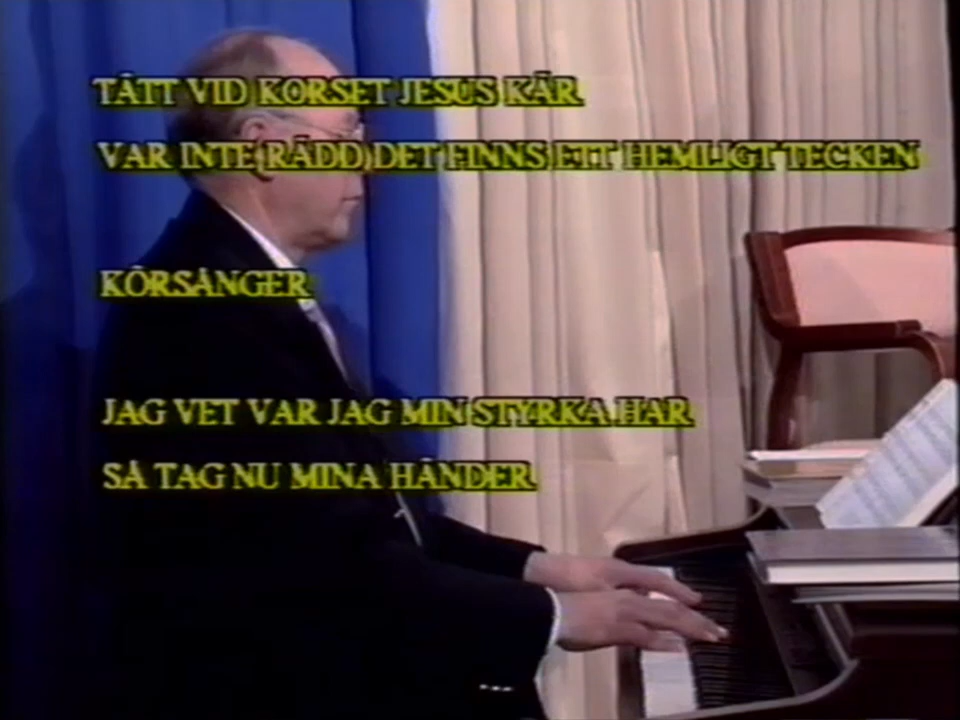 TÄTT VID KORSET JESUS KÄR
VAR INTE RÄDD DET FINNS ETT HEMLIGT TECKEN
KÖRSÅNGER
JAG VET VAR JAG MIN STYRKA HAR
SÅ TAG NU MINA HÄNDER